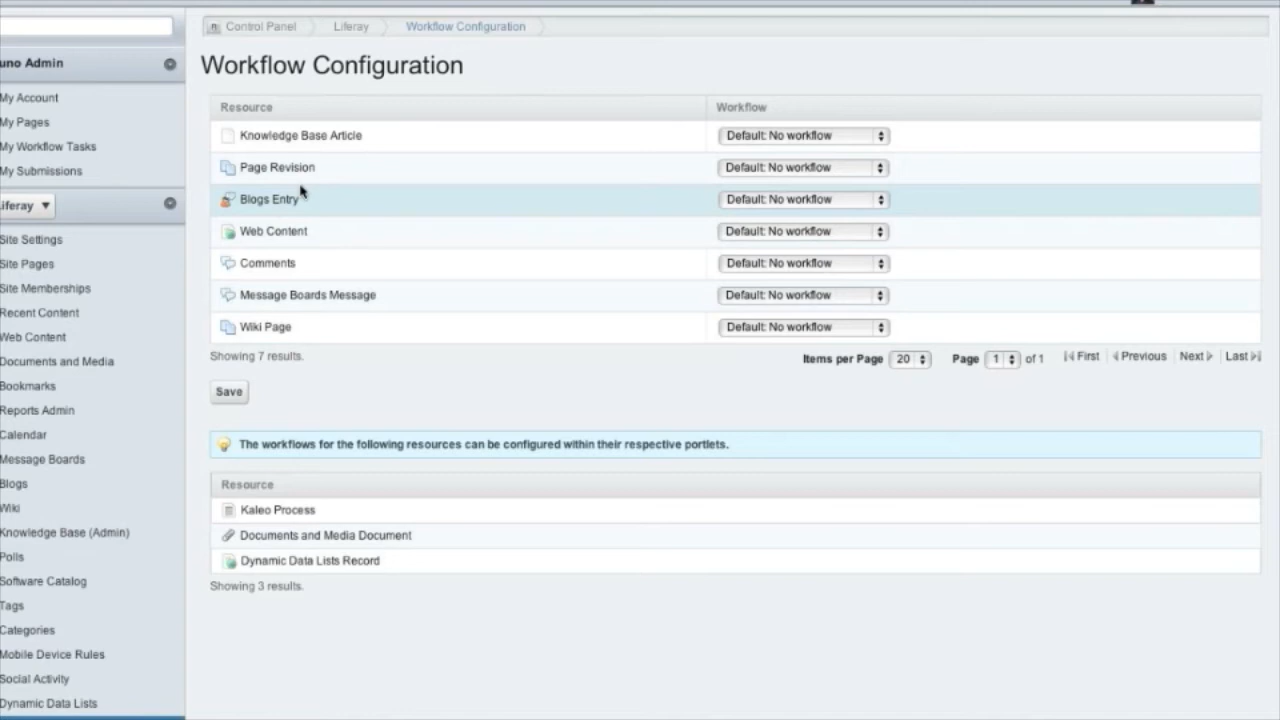 Control Panel Liferay Workflow Configuration
Workflow Configuration
uno Admin
My Account
My Pages
My Workflow Tasks
My Submissions
iferay ▼
Site Settings
Site Pages
Site Memberships
Recent Content
Web Content
Documents and Media
Bookmarks
Reports Admin
Calendar
Message Boards
Blogs
Wiki
Knowledge Base (Admin)
Polls
Software Catalog
Tags
Categories
Mobile Device Rules
Social Activity
Dynamic Data Lists
Resource Workflow
Knowledge Base Article Default: No workflow
Page Revision Default: No workflow
Blogs Entry Default: No workflow
Web Content Default: No workflow
Comments Default: No workflow
Message Boards Message Default: No workflow
Wiki Page Default: No workflow
Showing 7 results. Items per Page 20 Page 1 of 1 First Previous Next Last
Save
The workflows for the following resources can be configured within their respective portlets.
Resource
Kaleo Process
Documents and Media Document
Dynamic Data Lists Record
Showing 3 results.